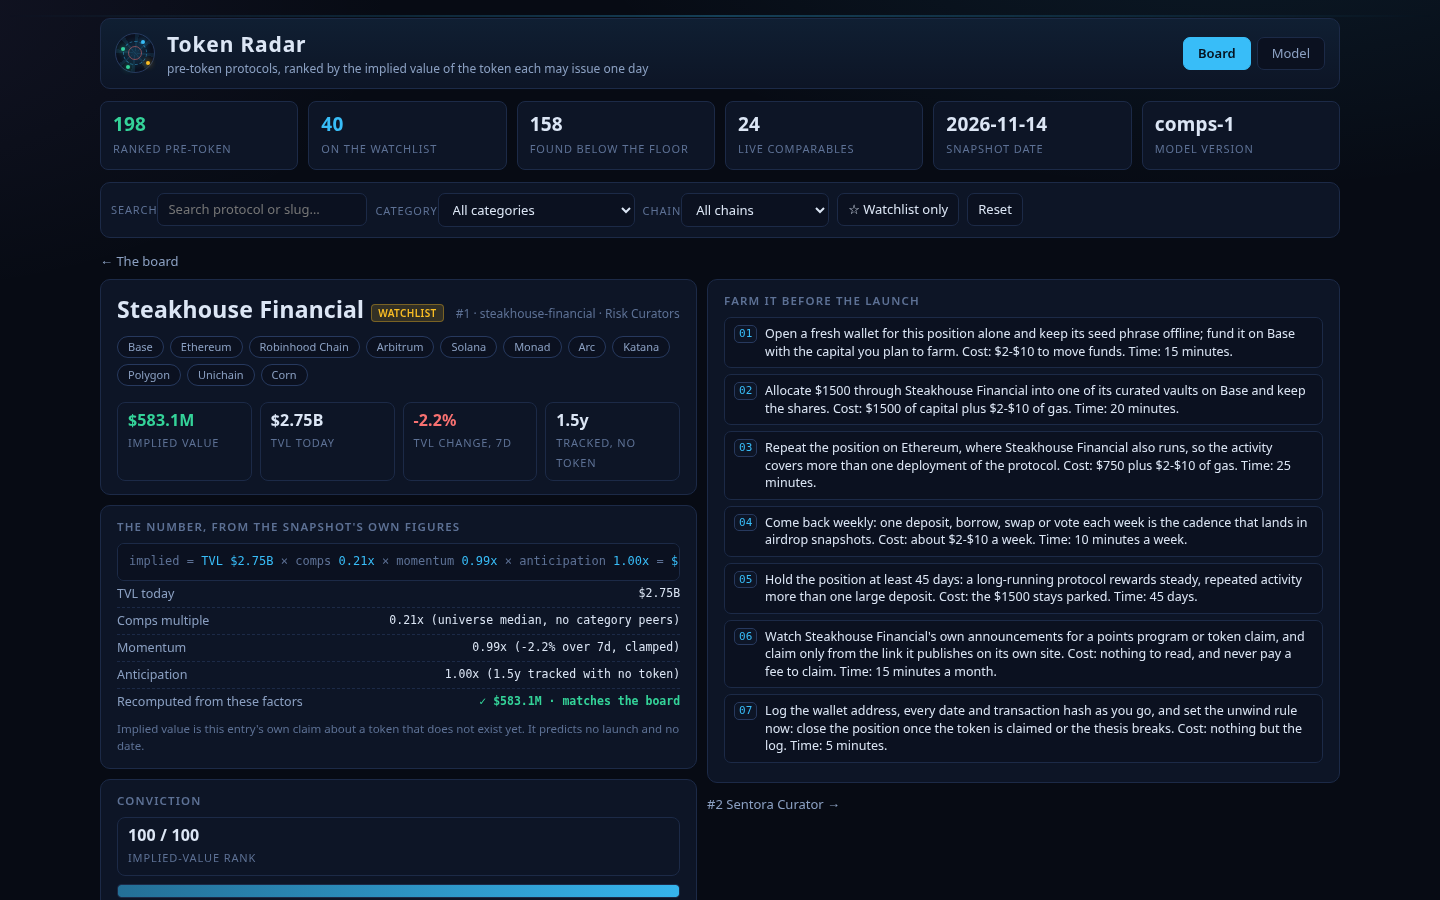 Token Radar
pre-token protocols, ranked by the implied value of the token each may issue one day
Board
Model
198
RANKED PRE-TOKEN
40
ON THE WATCHLIST
158
FOUND BELOW THE FLOOR
24
LIVE COMPARABLES
2026-11-14
SNAPSHOT DATE
comps-1
MODEL VERSION
SEARCH
Search protocol or slug...
CATEGORY
All categories
CHAIN
All chains
☆ Watchlist only
Reset
← The board
Steakhouse Financial
WATCHLIST
#1 · steakhouse-financial · Risk Curators
Base
Ethereum
Robinhood Chain
Arbitrum
Solana
Monad
Arc
Katana
Polygon
Unichain
Corn
$583.1M
IMPLIED VALUE
$2.75B
TVL TODAY
-2.2%
TVL CHANGE, 7D
1.5y
TRACKED, NO
TOKEN
THE NUMBER, FROM THE SNAPSHOT'S OWN FIGURES
implied = TVL $2.75B × comps 0.21x × momentum 0.99x × anticipation 1.00x = $
TVL today
$2.75B
Comps multiple
0.21x (universe median, no category peers)
Momentum
0.99x (-2.2% over 7d, clamped)
Anticipation
1.00x (1.5y tracked with no token)
Recomputed from these factors
✓ $583.1M · matches the board
Implied value is this entry's own claim about a token that does not exist yet. It predicts no launch and no
date.
CONVICTION
100 / 100
IMPLIED-VALUE RANK
FARM IT BEFORE THE LAUNCH
01
Open a fresh wallet for this position alone and keep its seed phrase offline; fund it on Base
with the capital you plan to farm. Cost: $2-$10 to move funds. Time: 15 minutes.
02
Allocate $1500 through Steakhouse Financial into one of its curated vaults on Base and keep
the shares. Cost: $1500 of capital plus $2-$10 of gas. Time: 20 minutes.
03
Repeat the position on Ethereum, where Steakhouse Financial also runs, so the activity
covers more than one deployment of the protocol. Cost: $750 plus $2-$10 of gas. Time: 25
minutes.
04
Come back weekly: one deposit, borrow, swap or vote each week is the cadence that lands in
airdrop snapshots. Cost: about $2-$10 a week. Time: 10 minutes a week.
05
Hold the position at least 45 days: a long-running protocol rewards steady, repeated activity
more than one large deposit. Cost: the $1500 stays parked. Time: 45 days.
06
Watch Steakhouse Financial's own announcements for a points program or token claim, and
claim only from the link it publishes on its own site. Cost: nothing to read, and never pay a
fee to claim. Time: 15 minutes a month.
07
Log the wallet address, every date and transaction hash as you go, and set the unwind rule
now: close the position once the token is claimed or the thesis breaks. Cost: nothing but the
log. Time: 5 minutes.
#2 Sentora Curator →